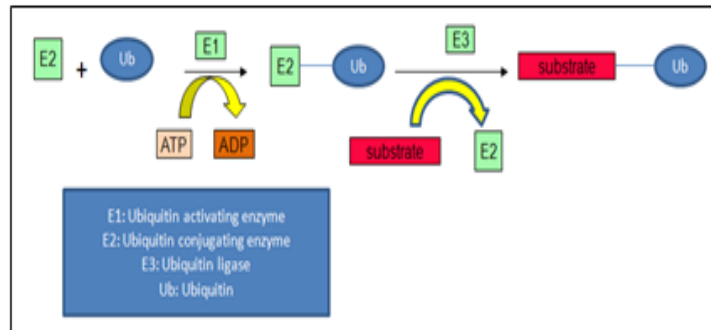 E2 + Ub E1 E2 Ub E3 substrate Ub
ATP ADP substrate E2
E1: Ubiquitin activating enzyme
E2: Ubiquitin conjugating enzyme
E3: Ubiquitin ligase
Ub: Ubiquitin